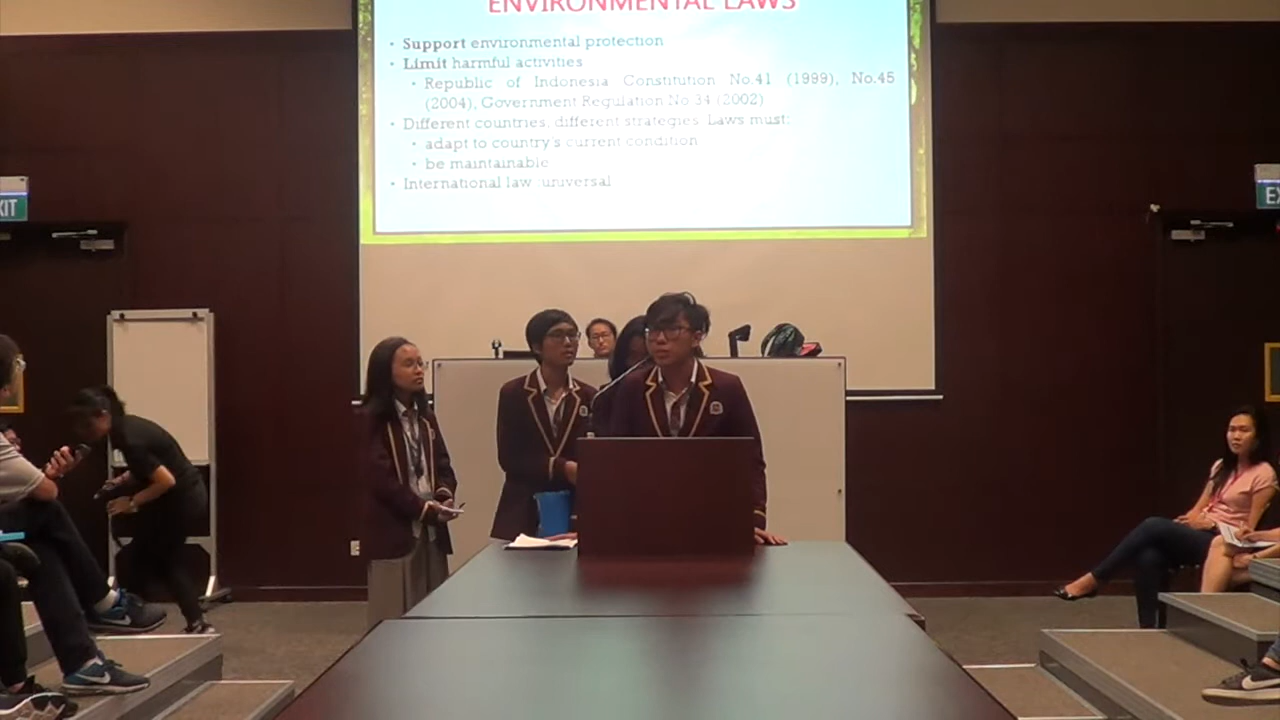 ENVIRONMENTAL LAWS
• Support environmental protection
• Limit harmful activities
• Republic of Indonesia Constitution No.41 (1999), No.45
(2004), Government Regulation No 34 (2002)
• Different countries, different strategies. Laws must:
• adapt to country's current condition
• be maintainable
• International law : universal
XIT
EX